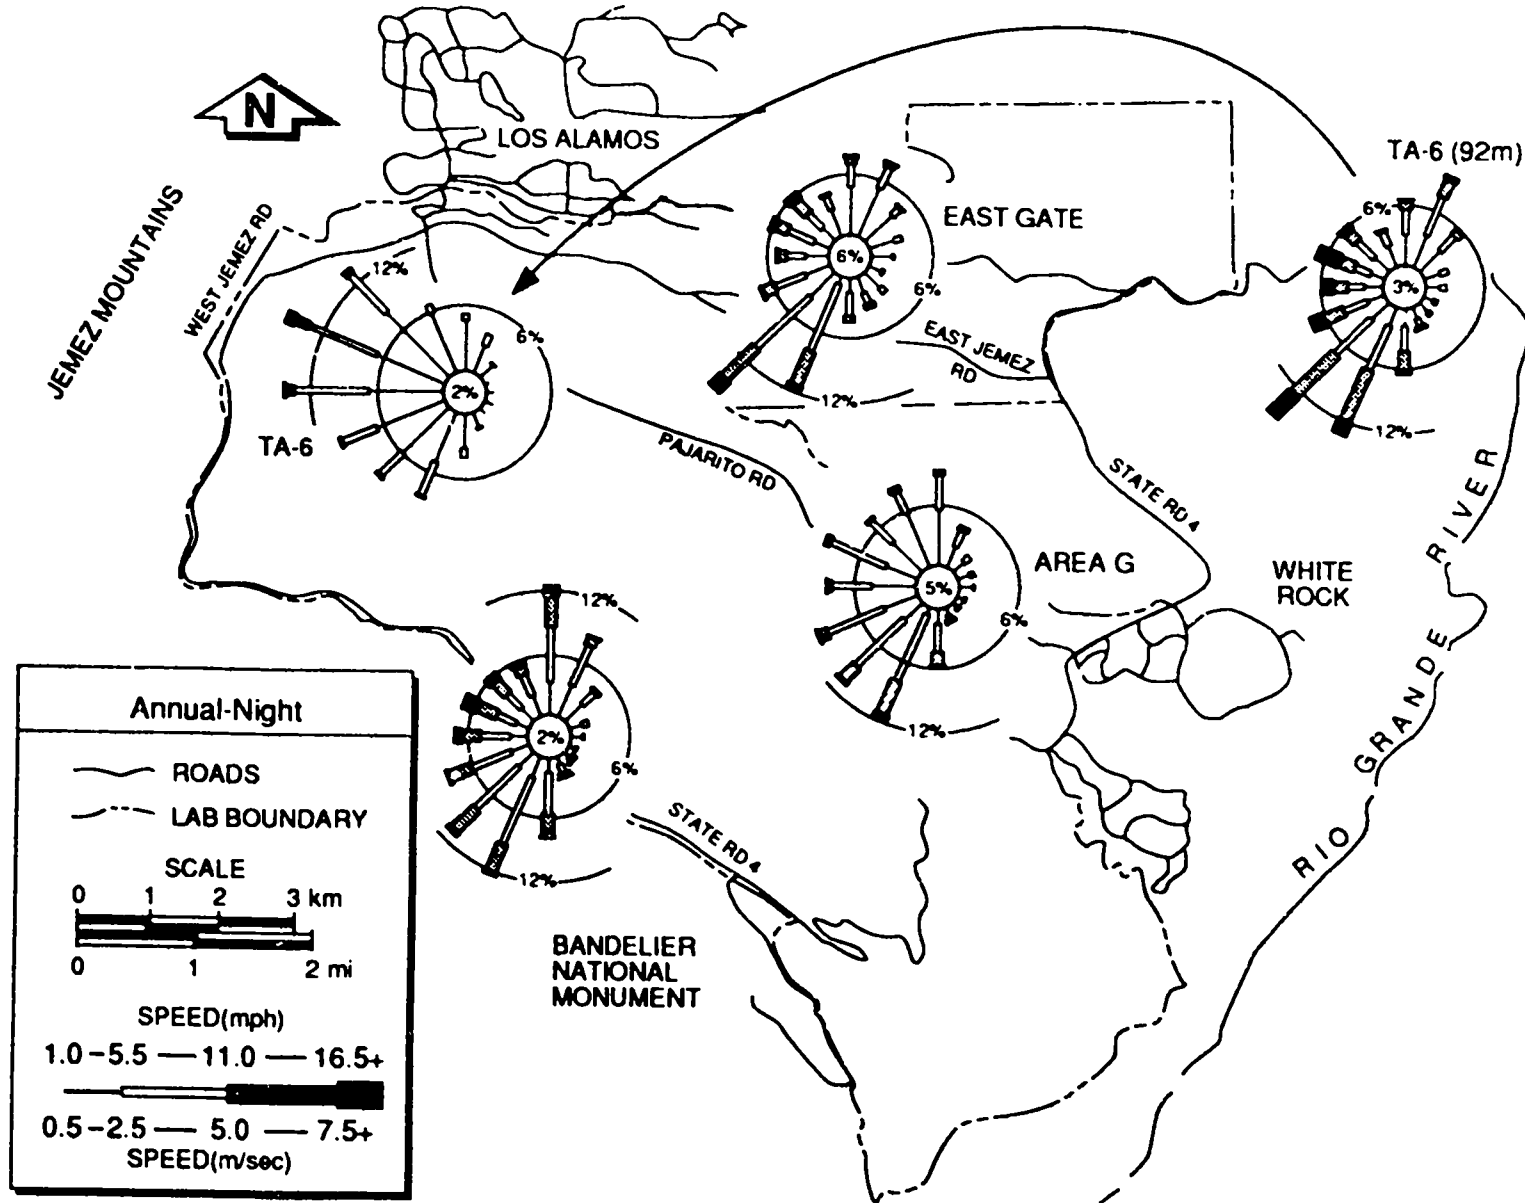 N
LOS ALAMOS
TA-6 (92m)
JEMEZ MOUNTAINS
WEST JEMEZ RD
12%
6%
2%
TA-6
6%
EAST GATE
6%
12%
EAST JEMEZ
RD
6%
3%
12%
PAJARITO RD
STATE RD 4
5%
AREA G
6%
12%
WHITE
ROCK
RIO GRANDE RIVER
12%
2%
6%
12%
STATE RD 4
BANDELIER
NATIONAL
MONUMENT
Annual-Night
ROADS
LAB BOUNDARY
SCALE
0 1 2 3 km
0 1 2 mi
SPEED(mph)
1.0 – 5.5 — 11.0 — 16.5+
0.5 – 2.5 — 5.0 — 7.5+
SPEED(m/sec)